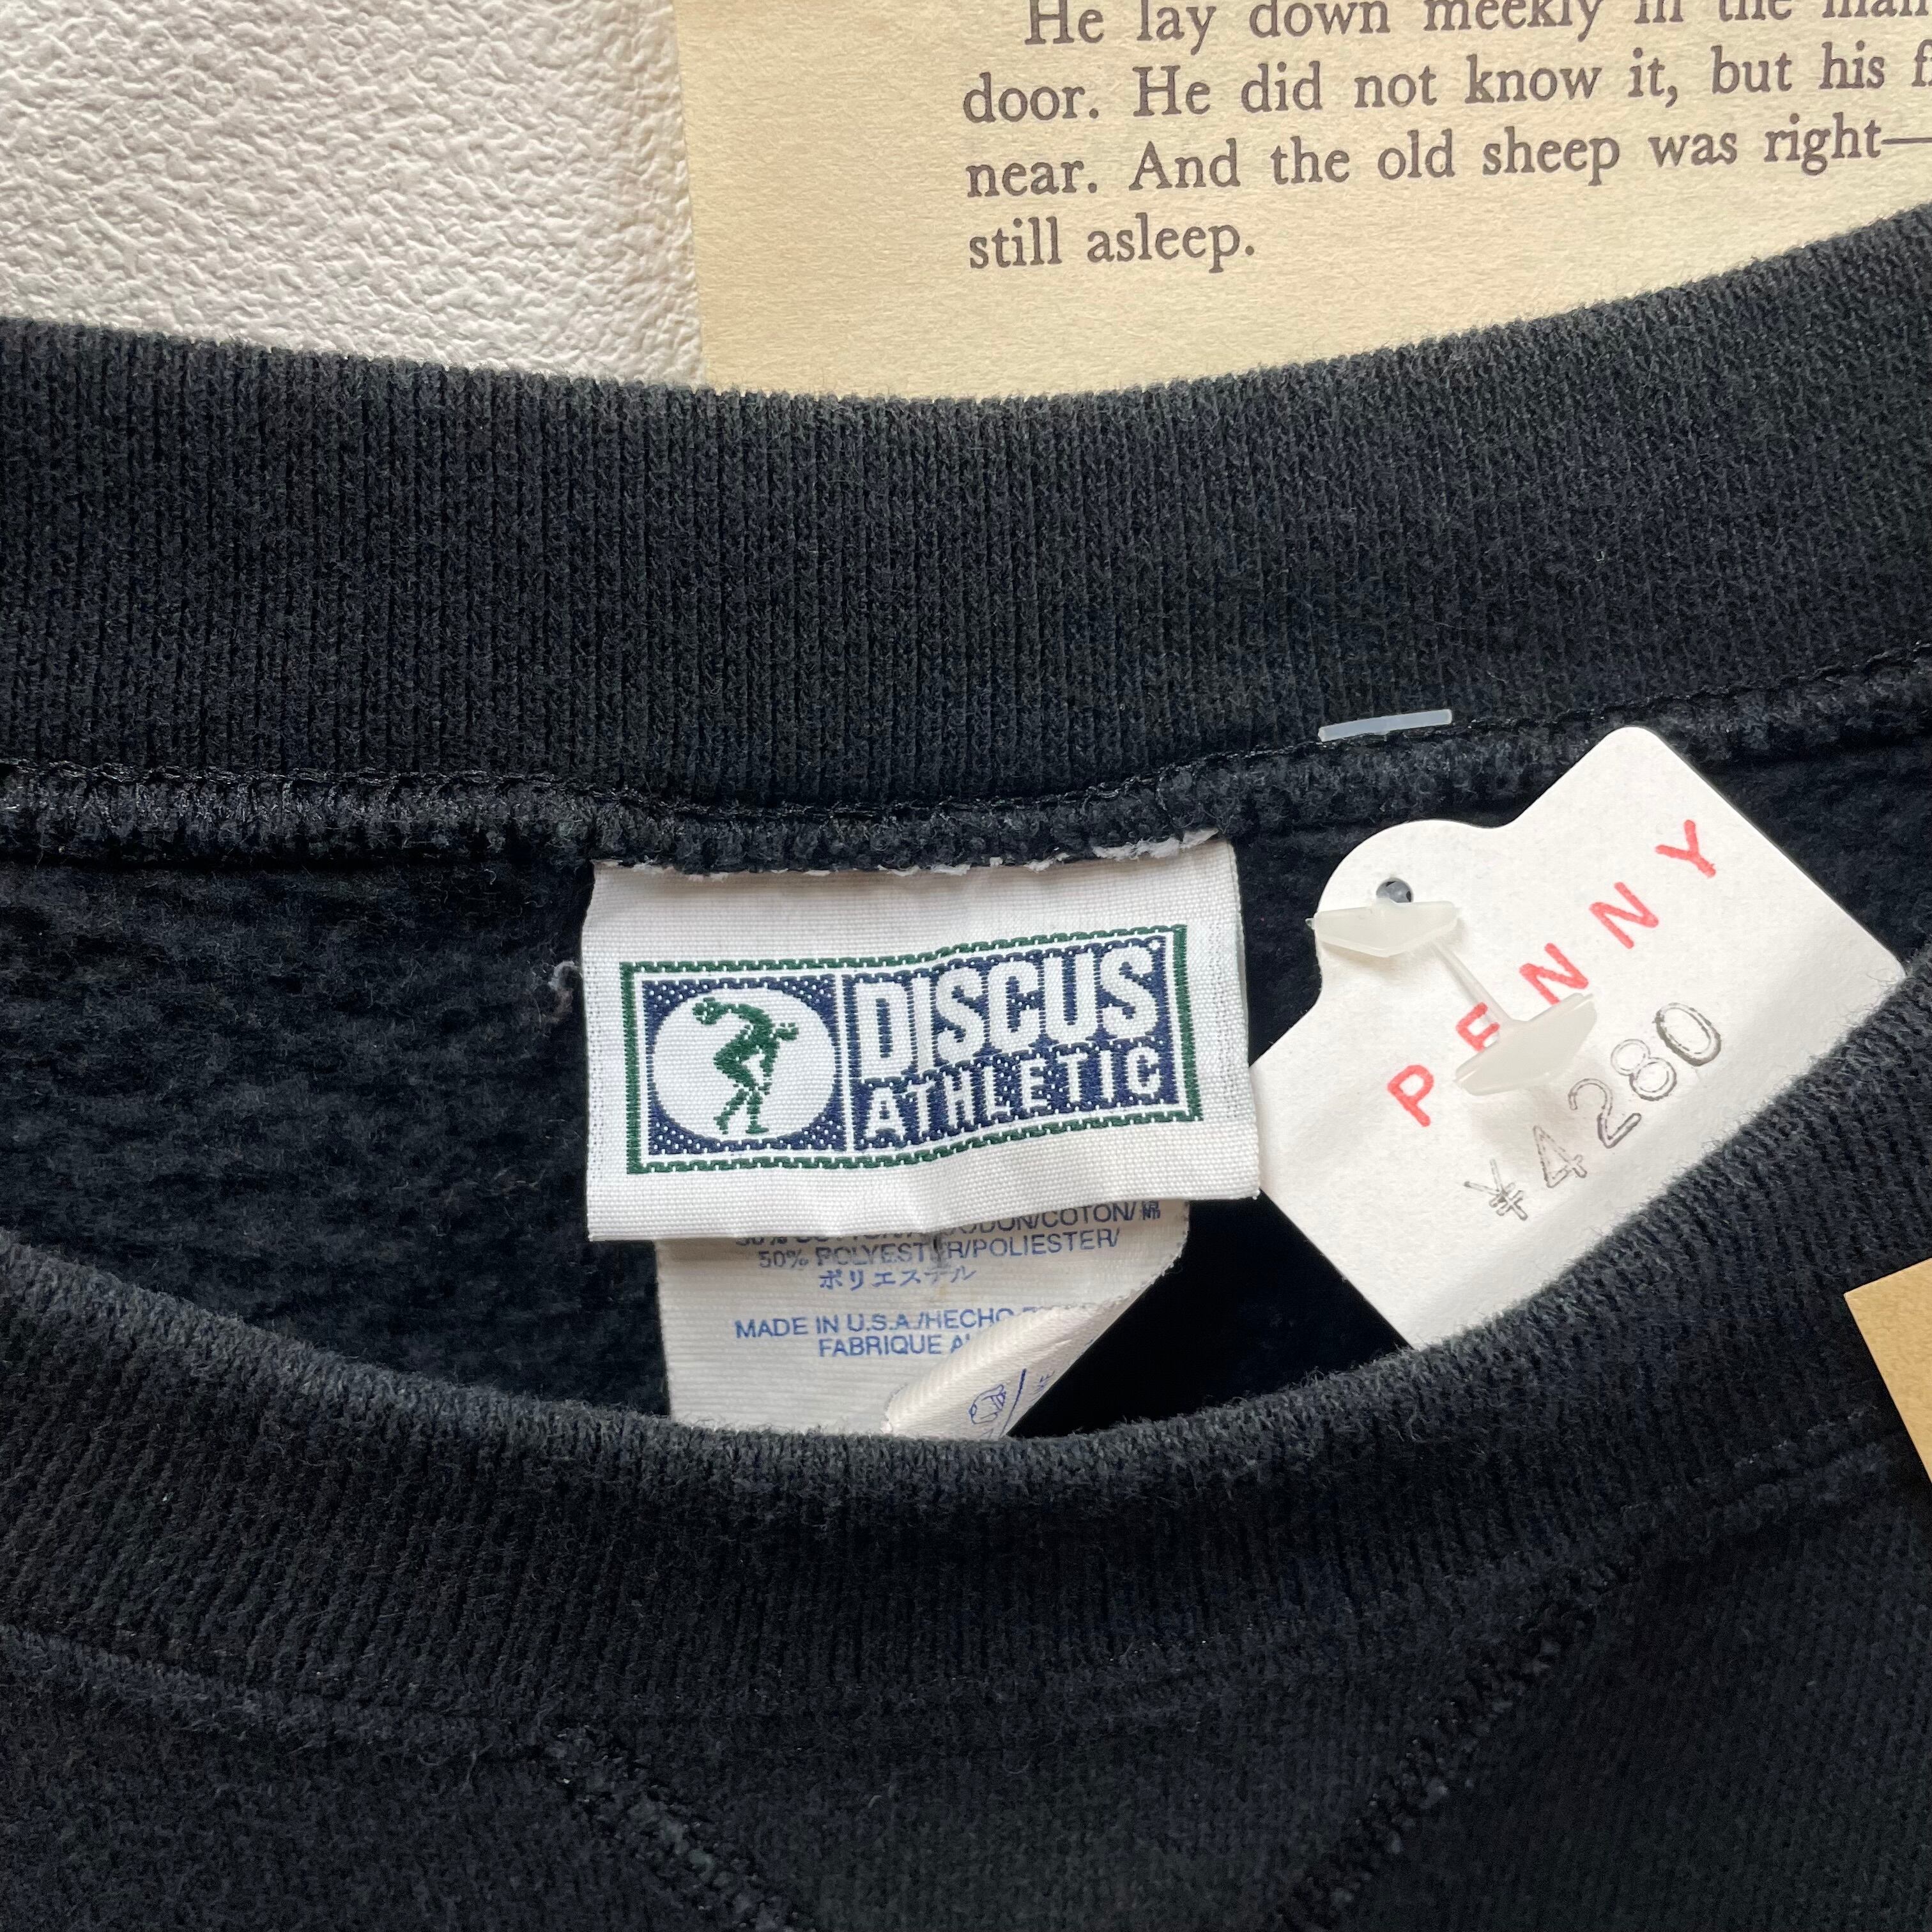 He lay down meekly in the
door. He did not know it, but his
near. And the old sheep was right—
still asleep.
DISCUS
ATHLETIC
PENNY
¥4280
COTON/綿
50% POLYESTER/POLIESTER/
ポリエステル
MADE IN U.S.A./HECHO
FABRIQUE